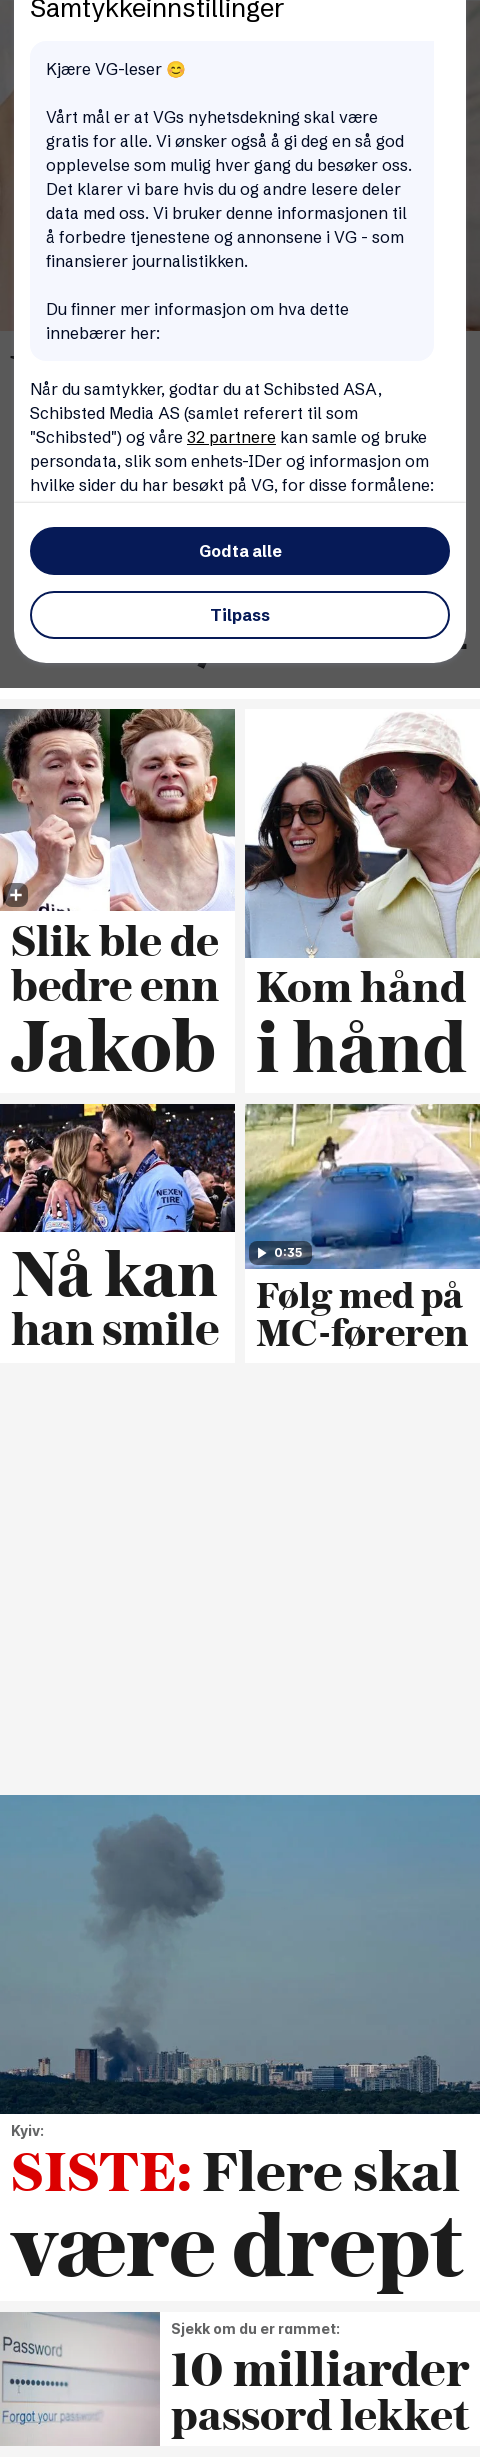 Samtykkeinnstillinger
Kjære VG-leser 😊
Vårt mål er at VGs nyhetsdekning skal være
gratis for alle. Vi ønsker også å gi deg en så god
opplevelse som mulig hver gang du besøker oss.
Det klarer vi bare hvis du og andre lesere deler
data med oss. Vi bruker denne informasjonen til
å forbedre tjenestene og annonsene i VG - som
finansierer journalistikken.
Du finner mer informasjon om hva dette
innebærer her:
Når du samtykker, godtar du at Schibsted ASA,
Schibsted Media AS (samlet referert til som
"Schibsted") og våre 32 partnere kan samle og bruke
persondata, slik som enhets-IDer og informasjon om
hvilke sider du har besøkt på VG, for disse formålene:
Godta alle
Tilpass
Slik ble de
bedre enn
Jakob
Kom hånd
i hånd
NEXEN
TIRE
Nå kan
han smile
0:35
Følg med på
MC-føreren
Kyiv:
SISTE: Flere skal
være drept
Password
Forgot your password?
Sjekk om du er rammet:
10 milliarder
passord lekket